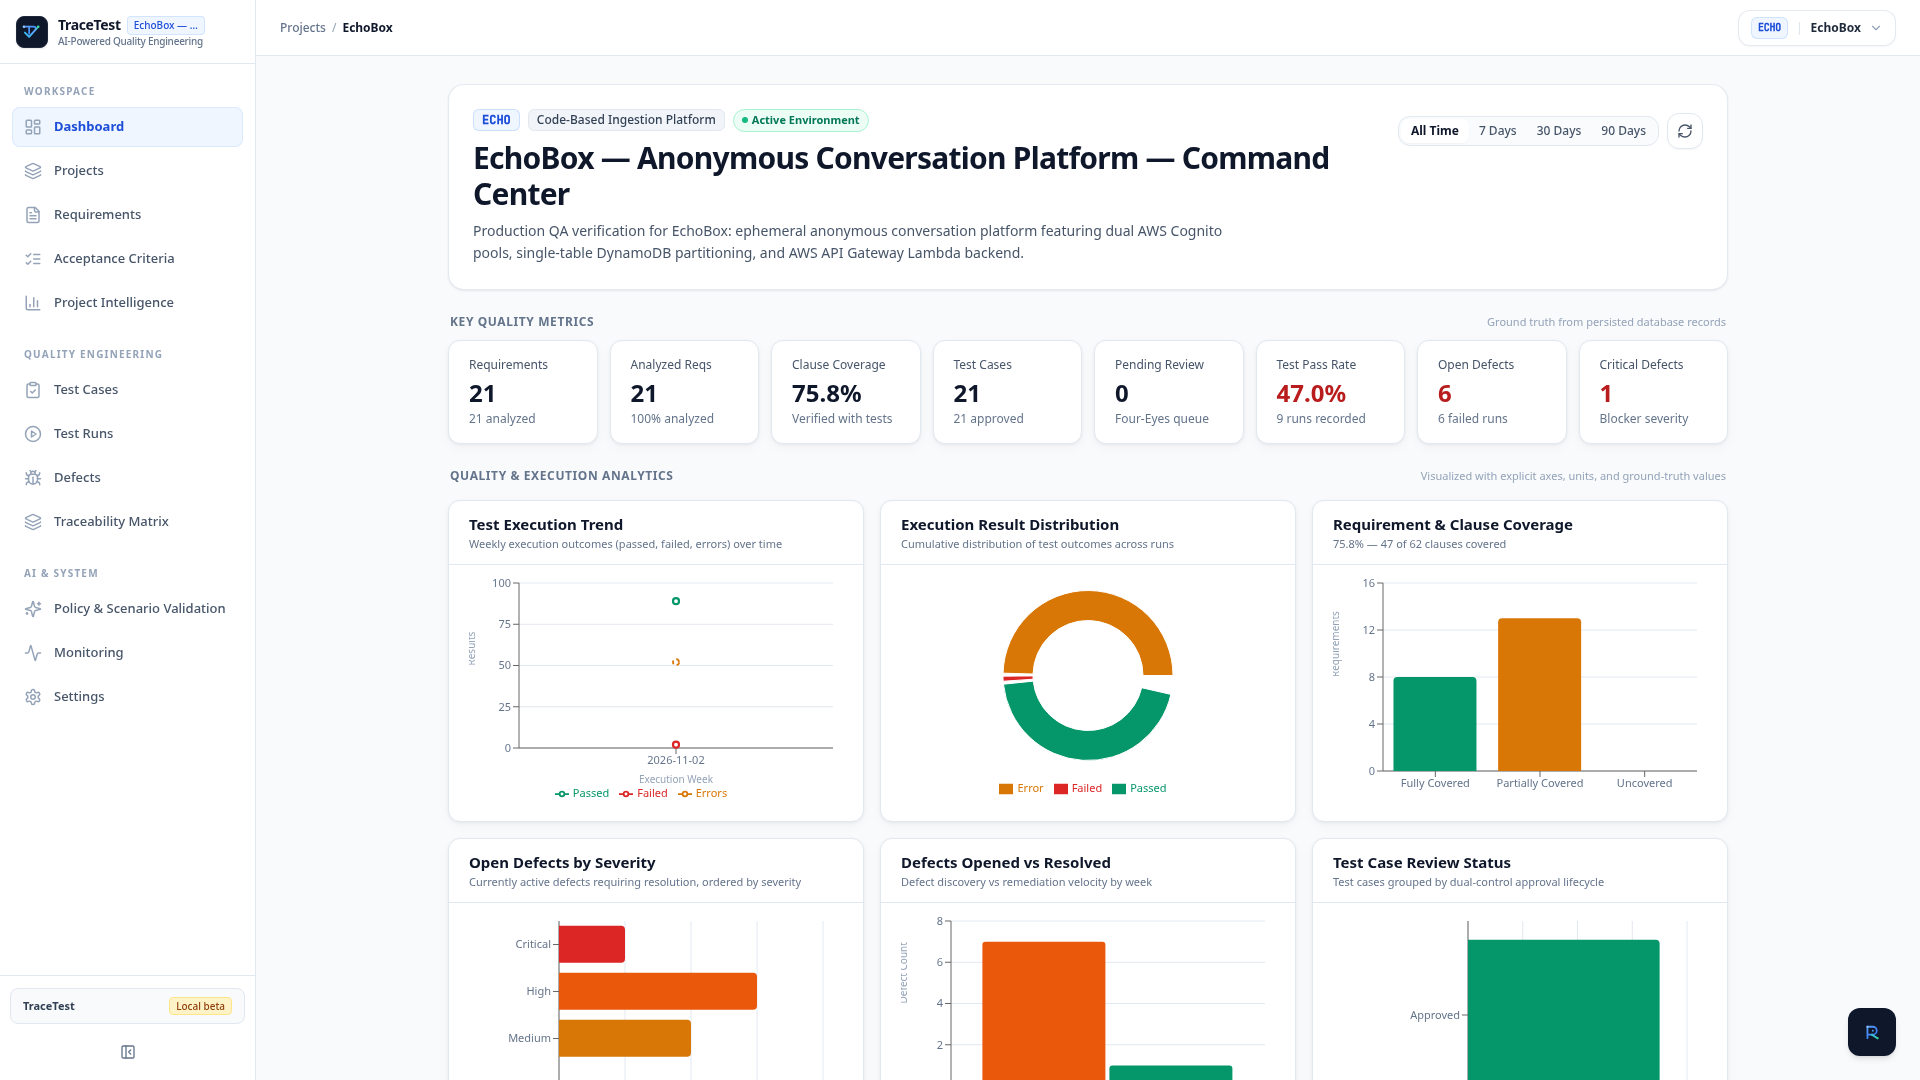 TraceTest
EchoBox — ...
AI-Powered Quality Engineering
WORKSPACE
Dashboard
Projects
Requirements
Acceptance Criteria
Project Intelligence
QUALITY ENGINEERING
Test Cases
Test Runs
Defects
Traceability Matrix
AI & SYSTEM
Policy & Scenario Validation
Monitoring
Settings
TraceTest
Local beta
Projects / EchoBox
ECHO
EchoBox
ECHO
Code-Based Ingestion Platform
Active Environment
All Time
7 Days
30 Days
90 Days
EchoBox — Anonymous Conversation Platform — Command
Center
Production QA verification for EchoBox: ephemeral anonymous conversation platform featuring dual AWS Cognito
pools, single-table DynamoDB partitioning, and AWS API Gateway Lambda backend.
KEY QUALITY METRICS
Ground truth from persisted database records
Requirements
21
21 analyzed
Analyzed Reqs
21
100% analyzed
Clause Coverage
75.8%
Verified with tests
Test Cases
21
21 approved
Pending Review
0
Four-Eyes queue
Test Pass Rate
47.0%
9 runs recorded
Open Defects
6
6 failed runs
Critical Defects
1
Blocker severity
QUALITY & EXECUTION ANALYTICS
Visualized with explicit axes, units, and ground-truth values
Test Execution Trend
Weekly execution outcomes (passed, failed, errors) over time
100
75
50
25
0
Results
2026-11-02
Execution Week
Passed
Failed
Errors
Execution Result Distribution
Cumulative distribution of test outcomes across runs
Error
Failed
Passed
Requirement & Clause Coverage
75.8% — 47 of 62 clauses covered
16
12
8
4
0
Requirements
Fully Covered
Partially Covered
Uncovered
Open Defects by Severity
Currently active defects requiring resolution, ordered by severity
Critical
High
Medium
Defects Opened vs Resolved
Defect discovery vs remediation velocity by week
8
6
4
2
Defect Count
Test Case Review Status
Test cases grouped by dual-control approval lifecycle
Approved
R